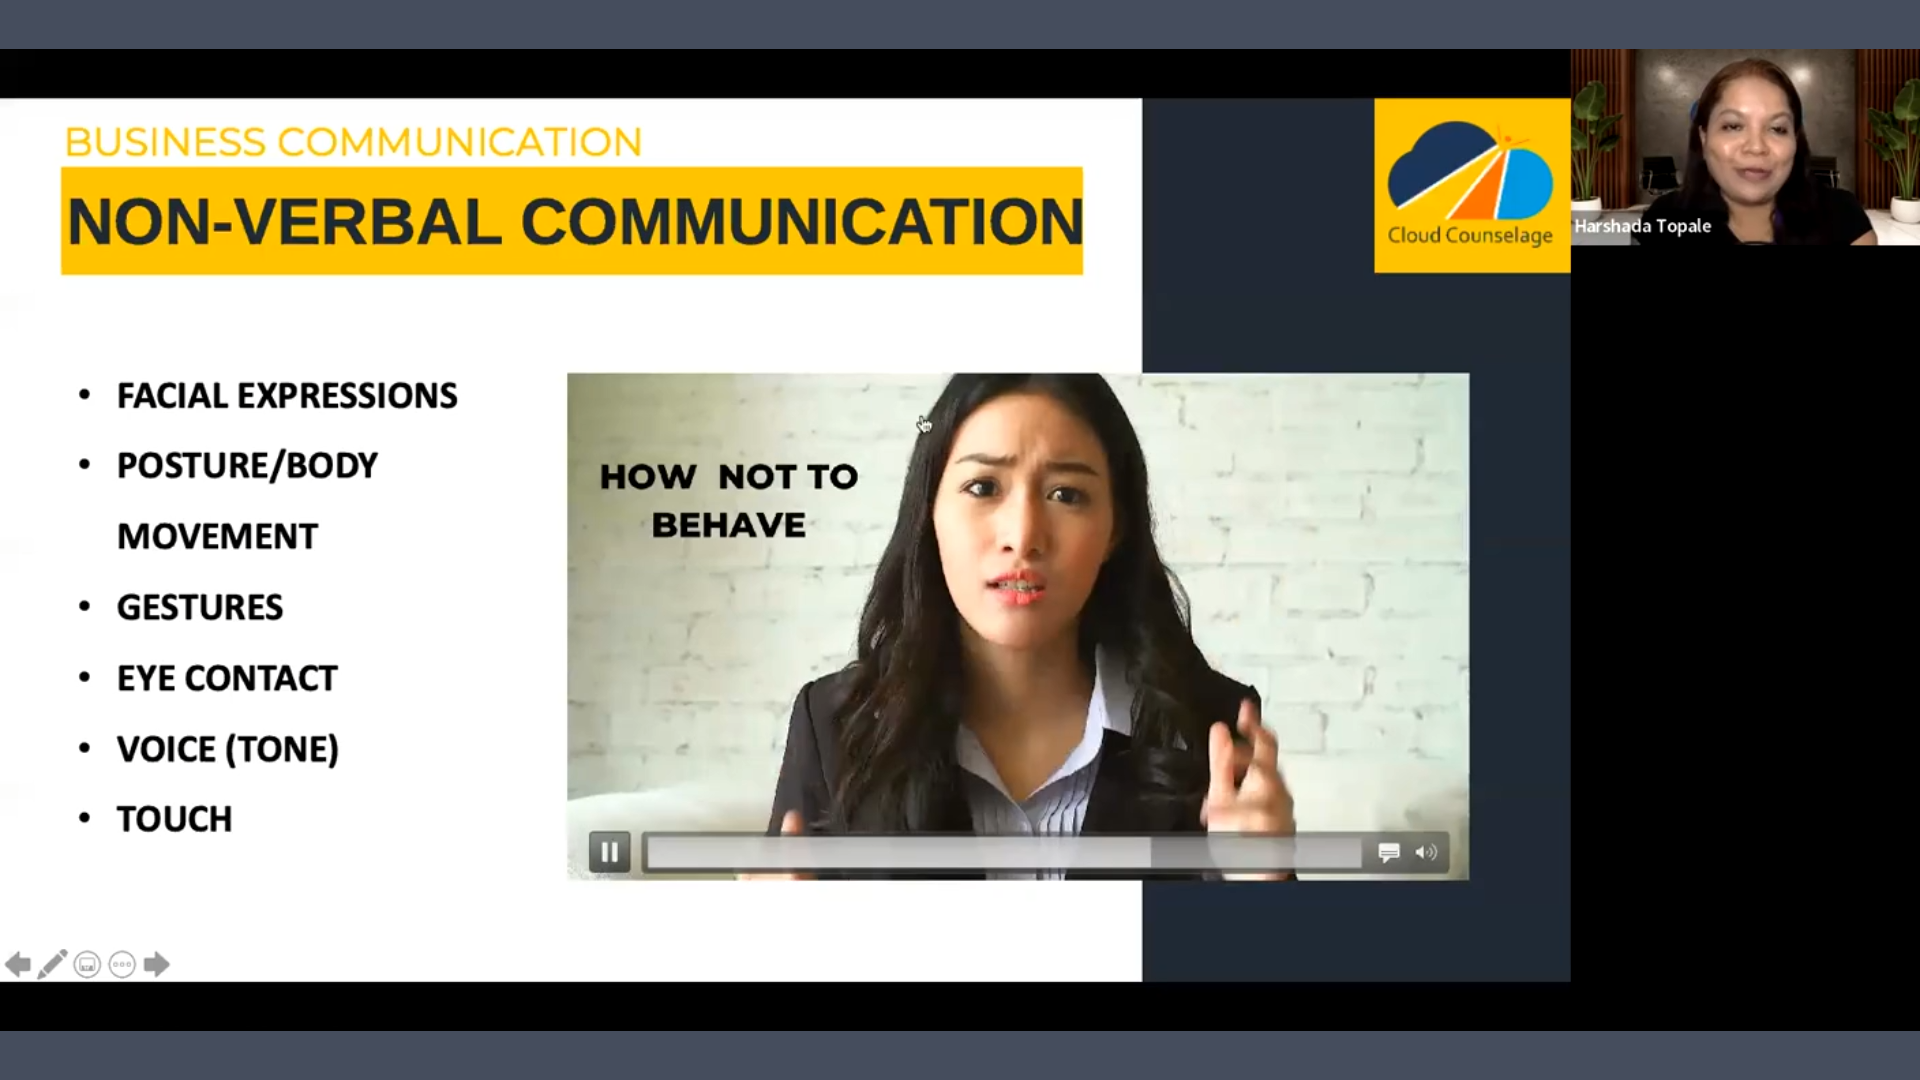 BUSINESS COMMUNICATION
NON-VERBAL COMMUNICATION
Cloud Counselage
Harshada Topale
• FACIAL EXPRESSIONS
• POSTURE/BODY
MOVEMENT
• GESTURES
• EYE CONTACT
• VOICE (TONE)
• TOUCH
HOW NOT TO
BEHAVE